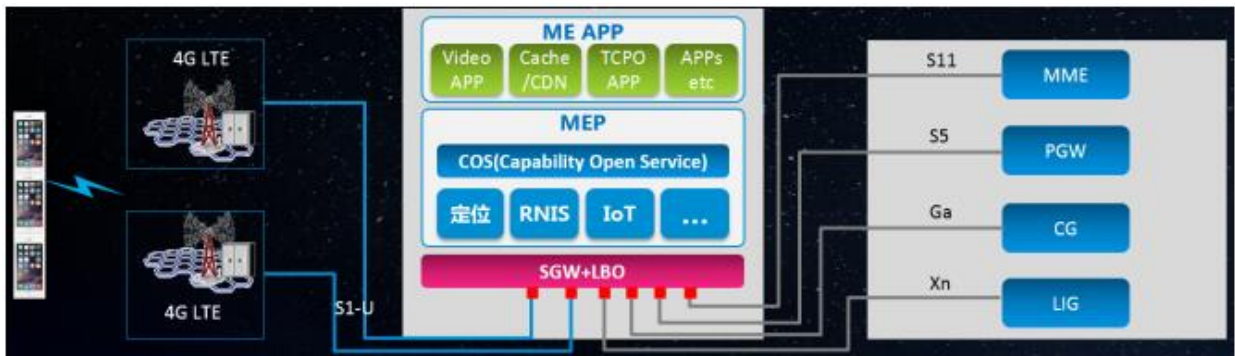 4G LTE
4G LTE
S1-U
ME APP
Video
APP
Cache
/CDN
TCPO
APP
APPs
etc
MEP
COS(Capability Open Service)
定位
RNIS
IoT
...
SGW+LBO
S11
MME
S5
PGW
Ga
CG
Xn
LIG